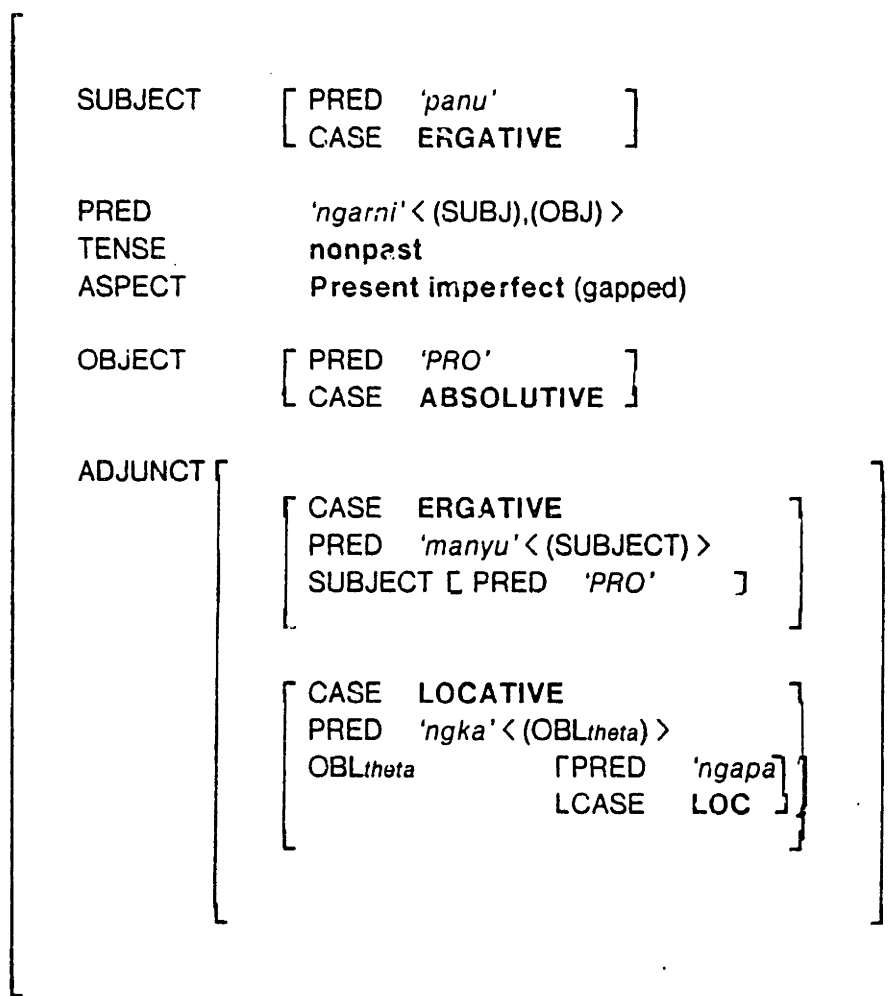 SUBJECT [ PRED 'panu' ]
[ CASE ERGATIVE ]
PRED 'ngarni' < (SUBJ),(OBJ) >
TENSE nonpast
ASPECT Present imperfect (gapped)
OBJECT [ PRED 'PRO' ]
[ CASE ABSOLUTIVE ]
ADJUNCT [
[ CASE ERGATIVE ]
PRED 'manyu' < (SUBJECT) >
SUBJECT [ PRED 'PRO' ]
[ CASE LOCATIVE ]
PRED 'ngka' < (OBLtheta) >
OBLtheta [PRED 'ngapa]
[CASE LOC ]